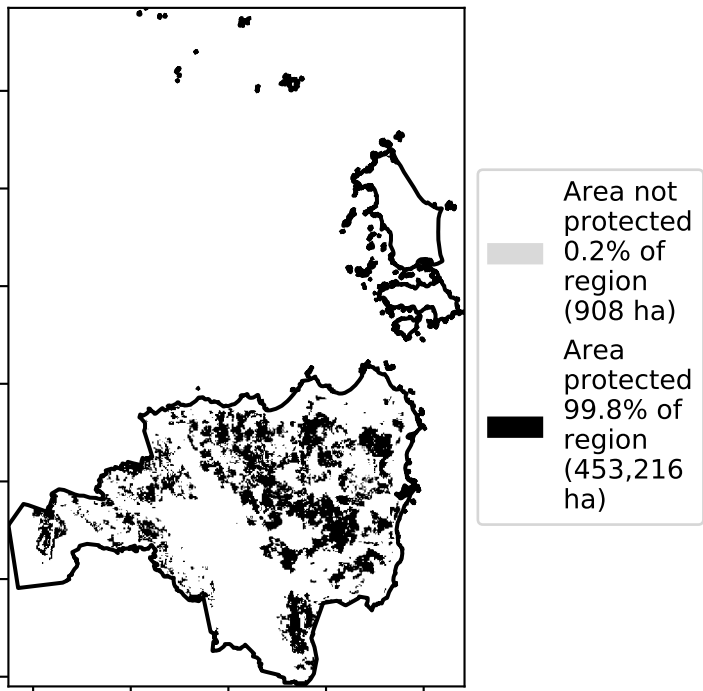 Area not
protected
0.2% of
region
(908 ha)
Area
protected
99.8% of
region
(453,216
ha)